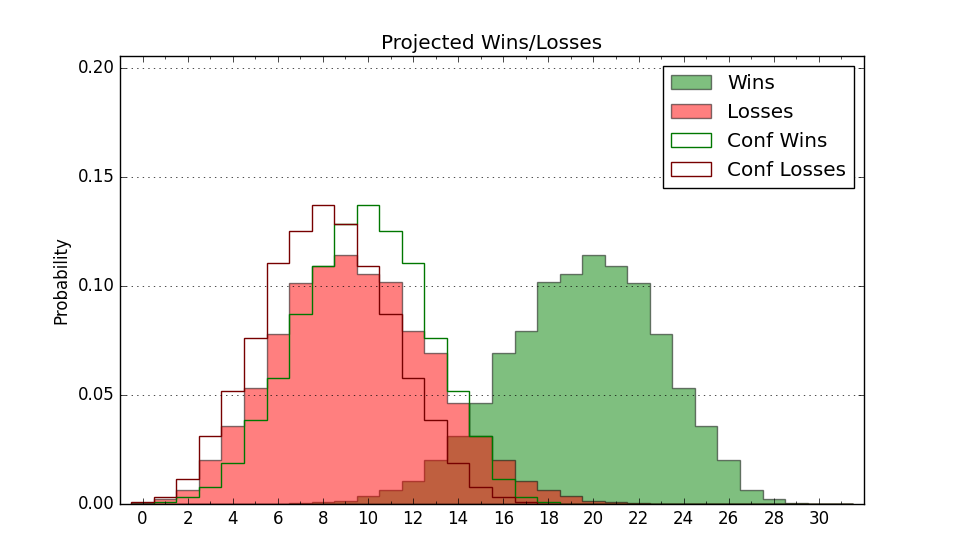 Projected Wins/Losses
Wins
Losses
Conf Wins
Conf Losses
Probability
0.20
0.15
0.10
0.05
0.00
0 2 4 6 8 10 12 14 16 18 20 22 24 26 28 30